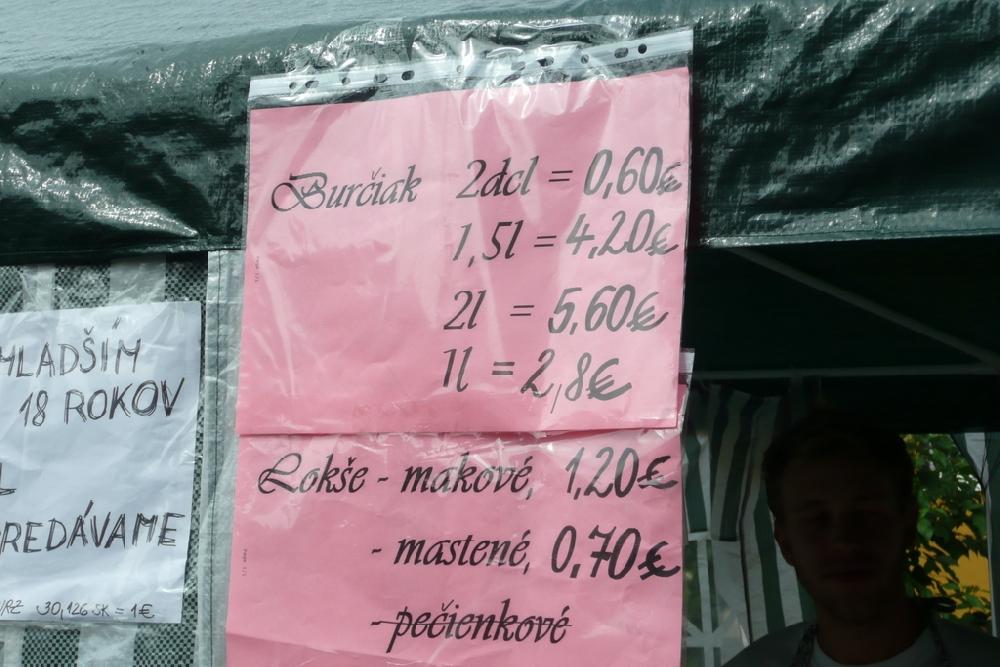 Burčiak 2dcl = 0,60€
1,5l = 4,20€
2l = 5,60€
1l = 2,8€
Lokše - makové, 1,20€
- mastené, 0,70€
- pečienkové
MLADŠÍM
18 ROKOV
REDÁVAME
30,126 SK = 1€